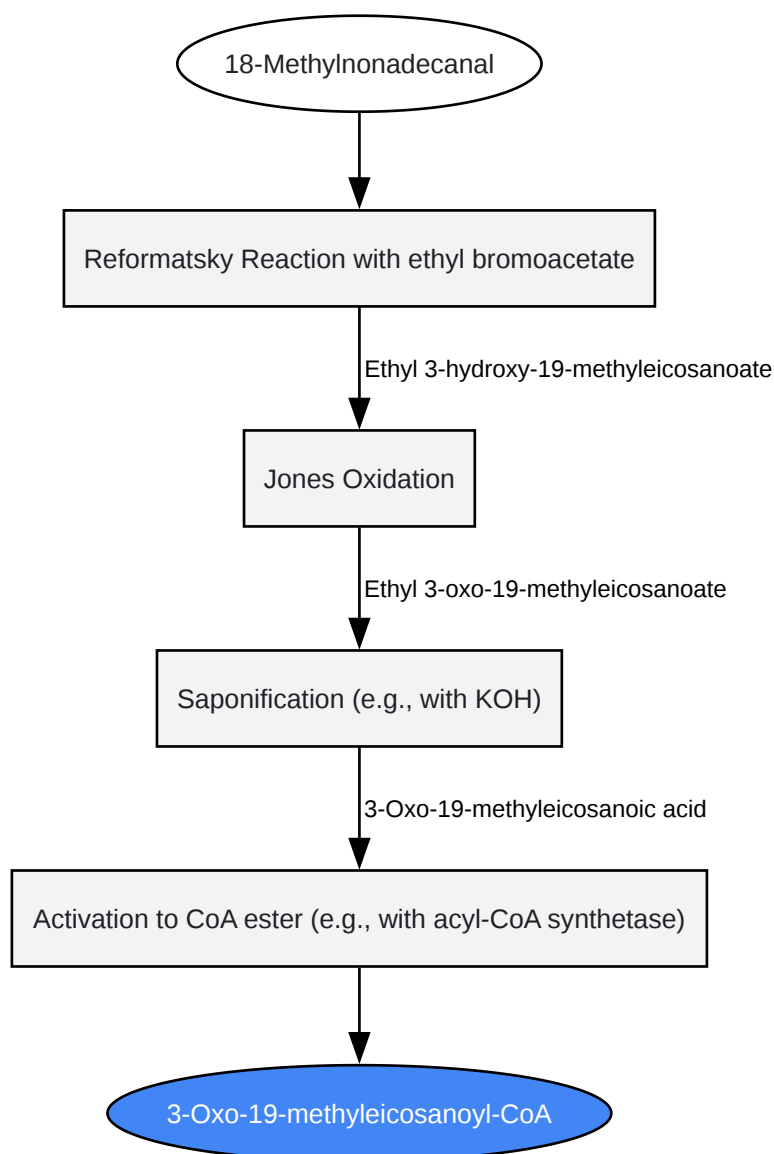 18-Methylnonadecanal
Reformatsky Reaction with ethyl bromoacetate
Ethyl 3-hydroxy-19-methyleicosanoate
Jones Oxidation
Ethyl 3-oxo-19-methyleicosanoate
Saponification (e.g., with KOH)
3-Oxo-19-methyleicosanoic acid
Activation to CoA ester (e.g., with acyl-CoA synthetase)
3-Oxo-19-methyleicosanoyl-CoA